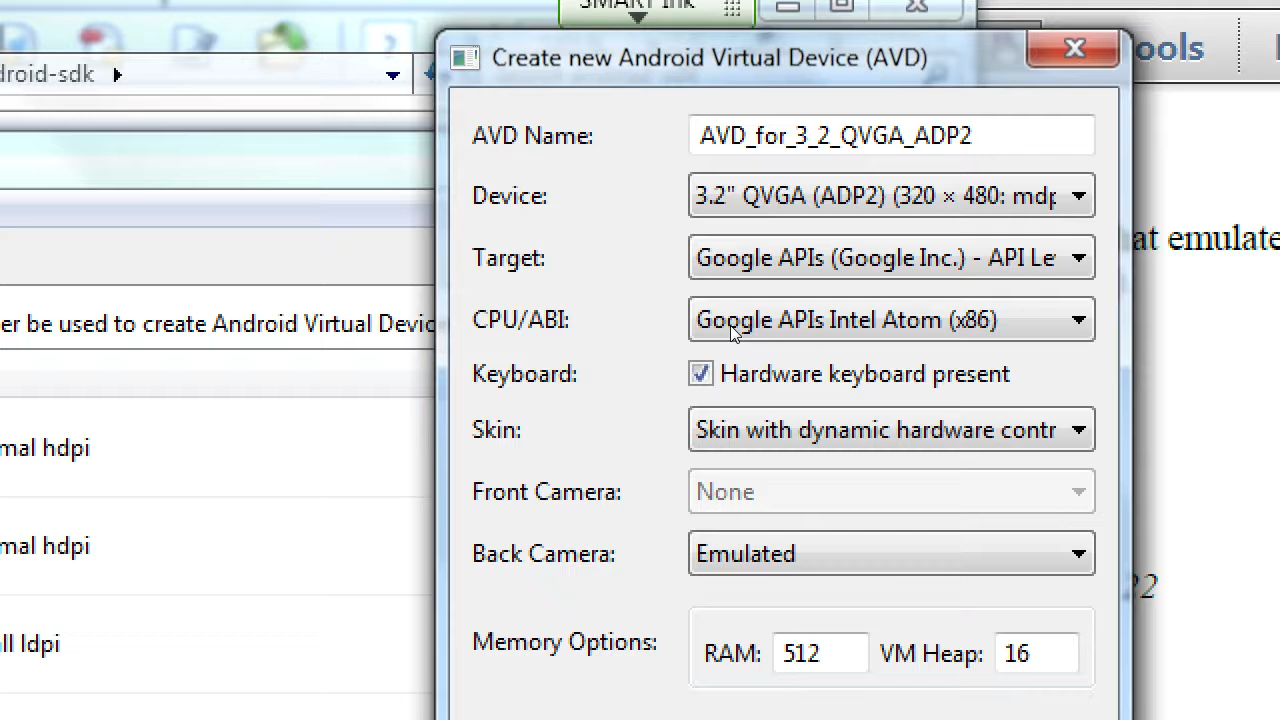 SMART Ink
droid-sdk
ools
Create new Android Virtual Device (AVD)
AVD Name: AVD_for_3_2_QVGA_ADP2
Device: 3.2" QVGA (ADP2) (320 × 480: mdp
at emulate
Target: Google APIs (Google Inc.) - API Le
er be used to create Android Virtual Devic
CPU/ABI: Google APIs Intel Atom (x86)
Keyboard: Hardware keyboard present
mal hdpi
Skin: Skin with dynamic hardware contr
Front Camera: None
mal hdpi
Back Camera: Emulated
22
ll ldpi
Memory Options: RAM: 512 VM Heap: 16